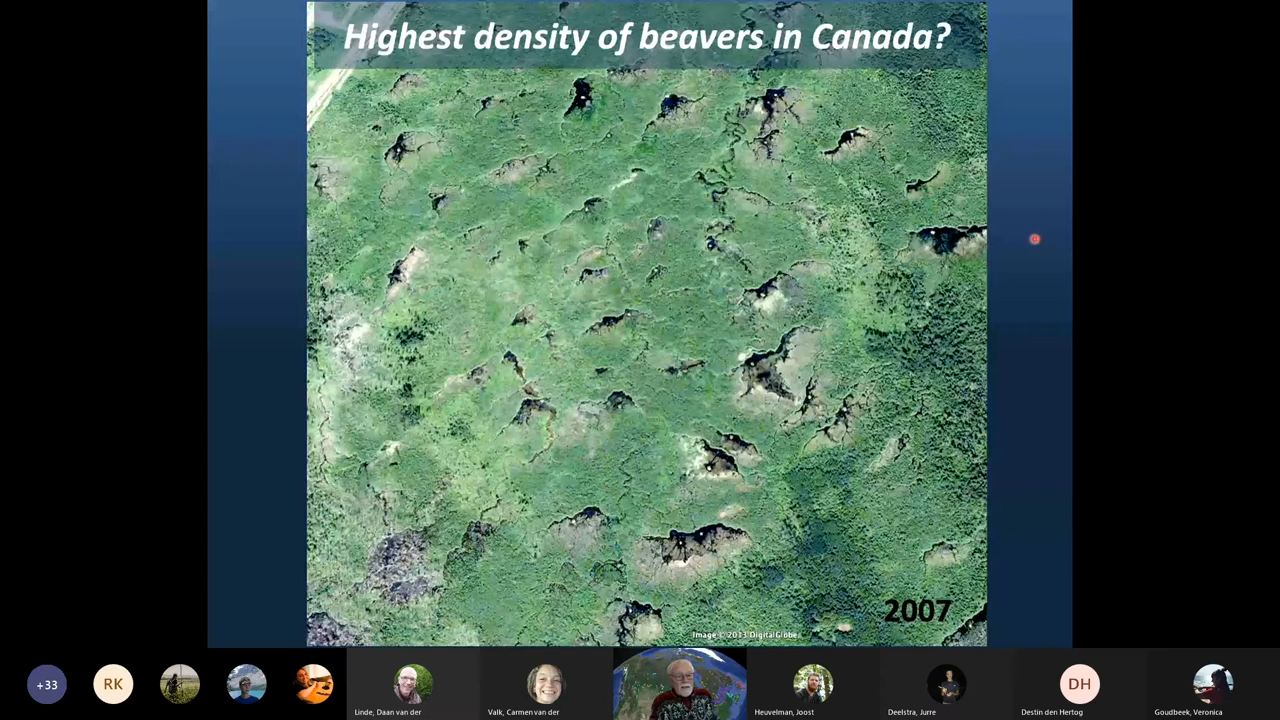 Highest density of beavers in Canada?
2007
Image © 2013 DigitalGlobe
+33
RK
Linde, Daan van der
Valk, Carmen van der
Heuvelman, Joost
Deelstra, Jurre
DH
Destin den Hertog
Goudbeek, Veronica